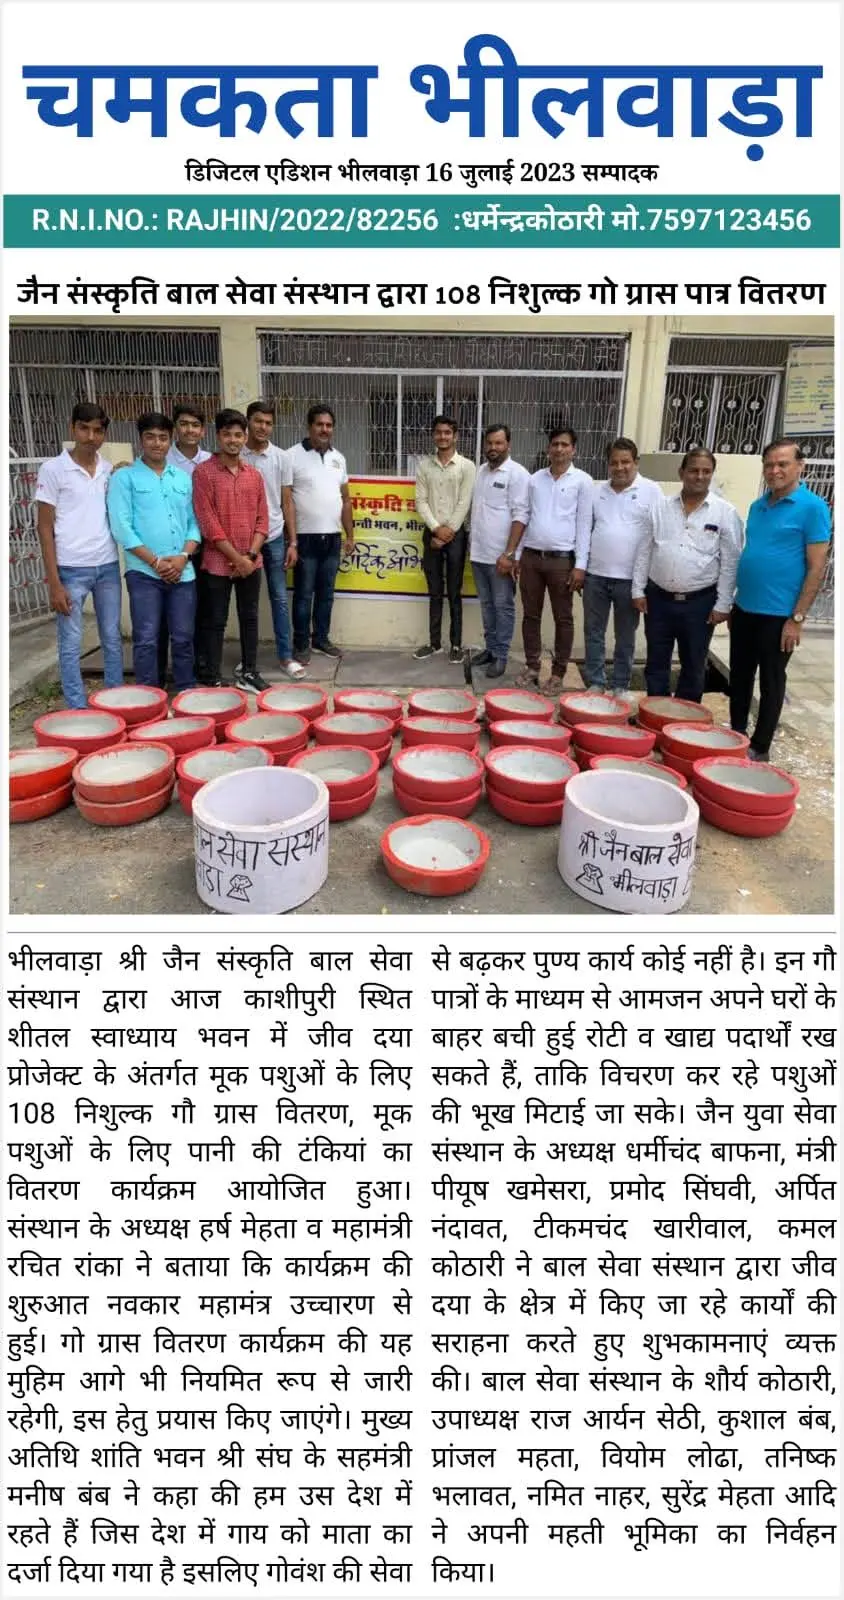 चमकता भीलवाड़ा
डिजिटल एडिशन भीलवाड़ा 16 जुलाई 2023 सम्पादक
R.N.I.NO.: RAJHIN/2022/82256 :धर्मेन्द्रकोठारी मो.7597123456
जैन संस्कृति बाल सेवा संस्थान द्वारा 108 निशुल्क गो ग्रास पात्र वितरण
संस्कृति ब
न्ती भवन, भील
हार्दिक अभि
ल सेवा संस्थान
वाड़ा
श्री जैन बाल सेवा
भीलवाड़ा
भीलवाड़ा श्री जैन संस्कृति बाल सेवा
संस्थान द्वारा आज काशीपुरी स्थित
शीतल स्वाध्याय भवन में जीव दया
प्रोजेक्ट के अंतर्गत मूक पशुओं के लिए
108 निशुल्क गौ ग्रास वितरण, मूक
पशुओं के लिए पानी की टंकियां का
वितरण कार्यक्रम आयोजित हुआ।
संस्थान के अध्यक्ष हर्ष मेहता व महामंत्री
रचित रांका ने बताया कि कार्यक्रम की
शुरुआत नवकार महामंत्र उच्चारण से
हुई। गो ग्रास वितरण कार्यक्रम की यह
मुहिम आगे भी नियमित रूप से जारी
रहेगी, इस हेतु प्रयास किए जाएंगे। मुख्य
अतिथि शांति भवन श्री संघ के सहमंत्री
मनीष बंब ने कहा की हम उस देश में
रहते हैं जिस देश में गाय को माता का
दर्जा दिया गया है इसलिए गोवंश की सेवा
से बढ़कर पुण्य कार्य कोई नहीं है। इन गौ
पात्रों के माध्यम से आमजन अपने घरों के
बाहर बची हुई रोटी व खाद्य पदार्थों रख
सकते हैं, ताकि विचरण कर रहे पशुओं
की भूख मिटाई जा सके। जैन युवा सेवा
संस्थान के अध्यक्ष धर्मीचंद बाफना, मंत्री
पीयूष खमेसरा, प्रमोद सिंघवी, अर्पित
नंदावत, टीकमचंद खारीवाल, कमल
कोठारी ने बाल सेवा संस्थान द्वारा जीव
दया के क्षेत्र में किए जा रहे कार्यों की
सराहना करते हुए शुभकामनाएं व्यक्त
की। बाल सेवा संस्थान के शौर्य कोठारी,
उपाध्यक्ष राज आर्यन सेठी, कुशाल बंब,
प्रांजल महता, वियोम लोढा, तनिष्क
भलावत, नमित नाहर, सुरेंद्र मेहता आदि
ने अपनी महती भूमिका का निर्वहन
किया।